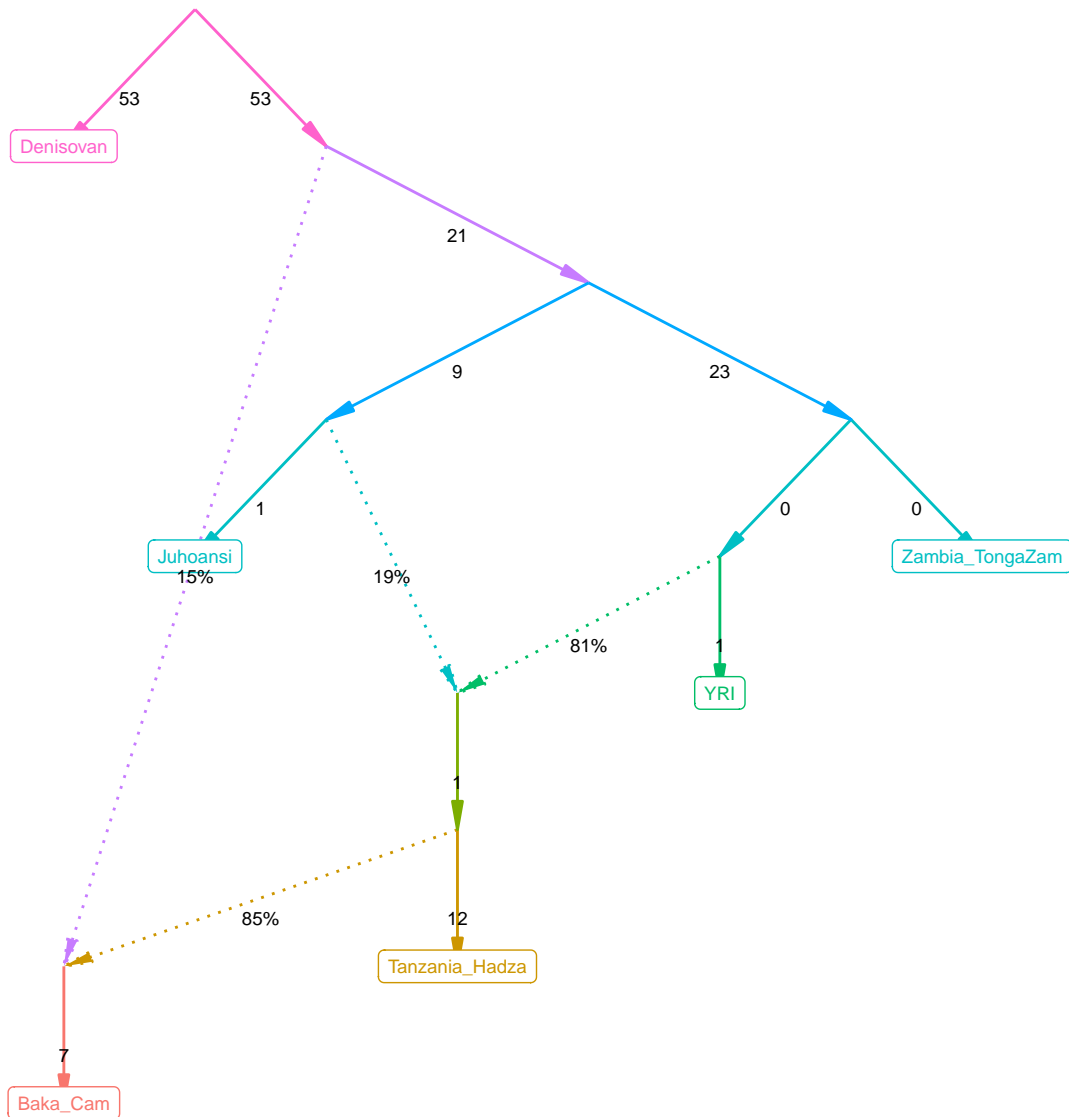 53
53
Denisovan
21
9
23
1
0
0
Juhoansi
Zambia_TongaZam
15%
19%
81%
1
YRI
1
85%
12
Tanzania_Hadza
7
Baka_Cam